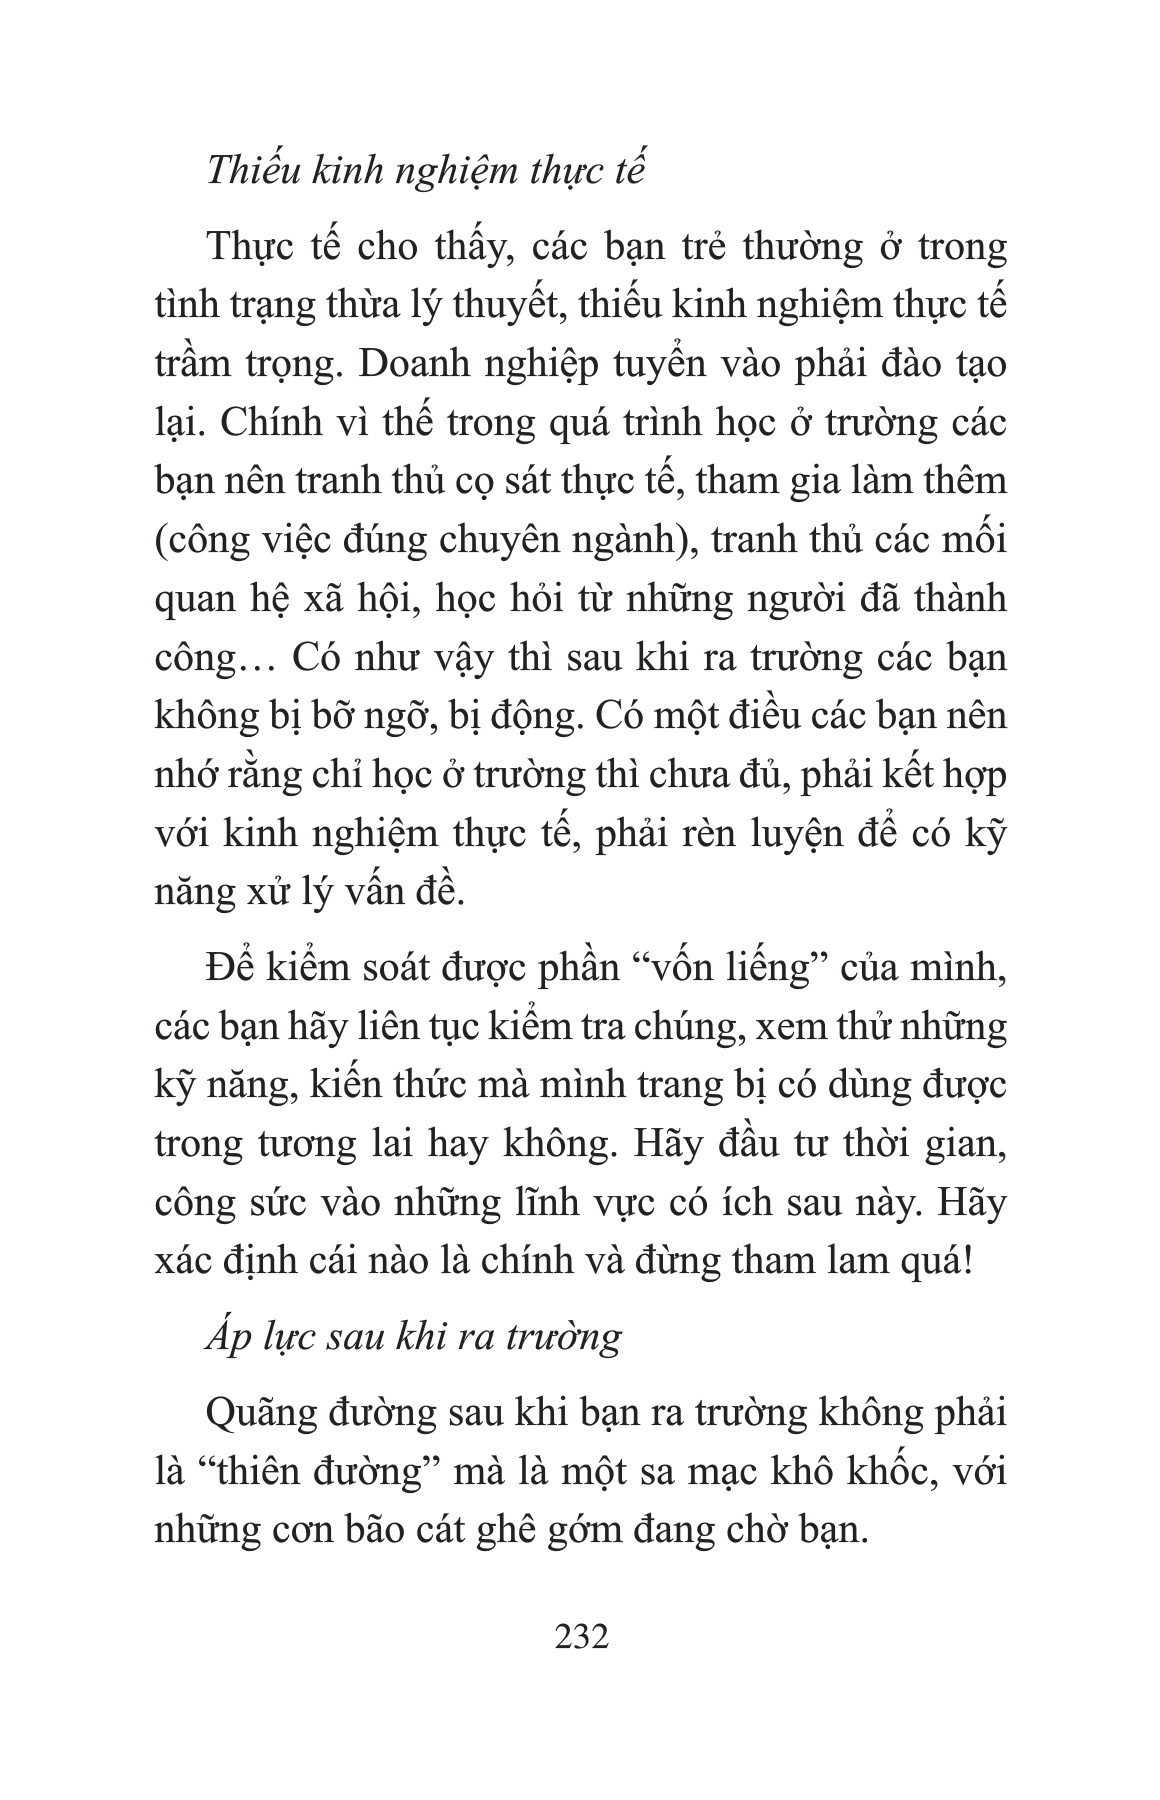 Thiếu kinh nghiệm thực tế
Thực tế cho thấy, các bạn trẻ thường ở trong
tình trạng thừa lý thuyết, thiếu kinh nghiệm thực tế
trầm trọng. Doanh nghiệp tuyển vào phải đào tạo
lại. Chính vì thế trong quá trình học ở trường các
bạn nên tranh thủ cọ sát thực tế, tham gia làm thêm
(công việc đúng chuyên ngành), tranh thủ các mối
quan hệ xã hội, học hỏi từ những người đã thành
công… Có như vậy thì sau khi ra trường các bạn
không bị bỡ ngỡ, bị động. Có một điều các bạn nên
nhớ rằng chỉ học ở trường thì chưa đủ, phải kết hợp
với kinh nghiệm thực tế, phải rèn luyện để có kỹ
năng xử lý vấn đề.
Để kiểm soát được phần “vốn liếng” của mình,
các bạn hãy liên tục kiểm tra chúng, xem thử những
kỹ năng, kiến thức mà mình trang bị có dùng được
trong tương lai hay không. Hãy đầu tư thời gian,
công sức vào những lĩnh vực có ích sau này. Hãy
xác định cái nào là chính và đừng tham lam quá!
Áp lực sau khi ra trường
Quãng đường sau khi bạn ra trường không phải
là “thiên đường” mà là một sa mạc khô khốc, với
những cơn bão cát ghê gớm đang chờ bạn.
232